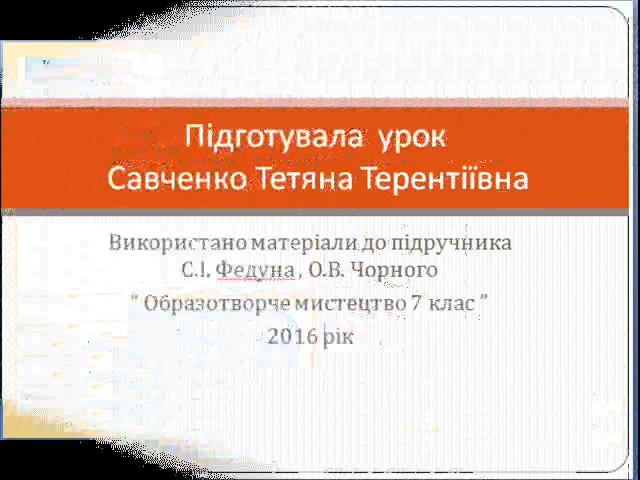 Підготувала урок
Савченко Тетяна Терентіївна
Використано матеріали до підручника
С.І. Федуна , О.В. Чорного
“ Образотворче мистецтво 7 клас ”
2016 рік